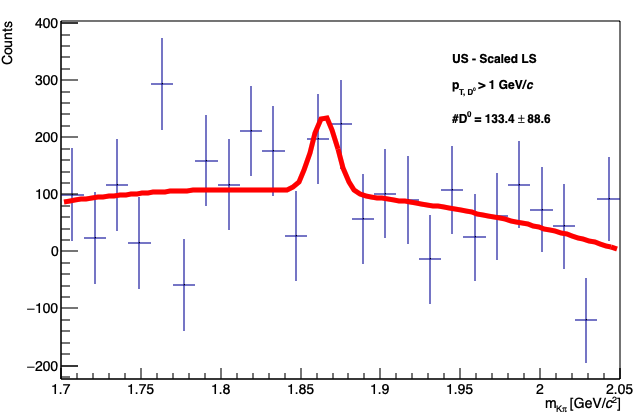 Counts
400
300
200
100
0
−100
−200
US - Scaled LS
p_{T, D⁰} > 1 GeV/c
#D⁰ = 133.4 ± 88.6
1.7 1.75 1.8 1.85 1.9 1.95 2 2.05
m_{Kπ} [GeV/c²]